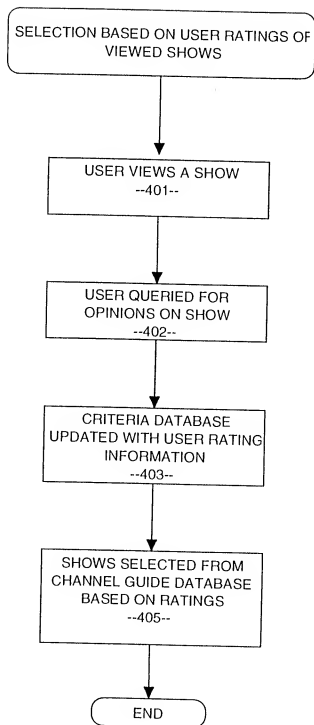 SELECTION BASED ON USER RATINGS OF
VIEWED SHOWS
USER VIEWS A SHOW
--401--
USER QUERIED FOR
OPINIONS ON SHOW
--402--
CRITERIA DATABASE
UPDATED WITH USER RATING
INFORMATION
--403--
SHOWS SELECTED FROM
CHANNEL GUIDE DATABASE
BASED ON RATINGS
--405--
END